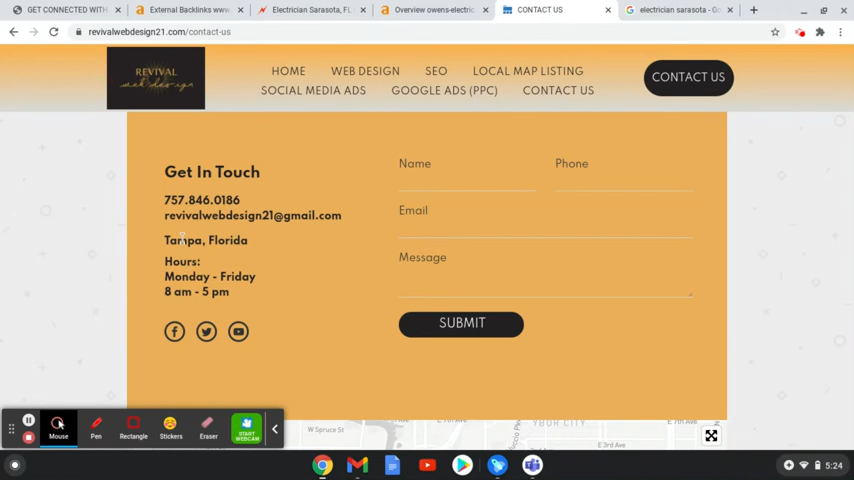 GET CONNECTED WITH
External Backlinks www
Electrician Sarasota, FL
Overview owens-electric
CONTACT US
electrician sarasota - Go
revivalwebdesign21.com/contact-us
REVIVAL
web design
HOME WEB DESIGN SEO LOCAL MAP LISTING
SOCIAL MEDIA ADS GOOGLE ADS (PPC) CONTACT US
CONTACT US
Get In Touch
757.846.0186
revivalwebdesign21@gmail.com
Tampa, Florida
Hours:
Monday - Friday
8 am - 5 pm
Name Phone
Email
Message
SUBMIT
W Spruce St
YBOR CITY
E 7th Ave
E 3rd Ave
Mouse
Pen
Rectangle
Stickers
Eraser
START
WEBCAM
5:24